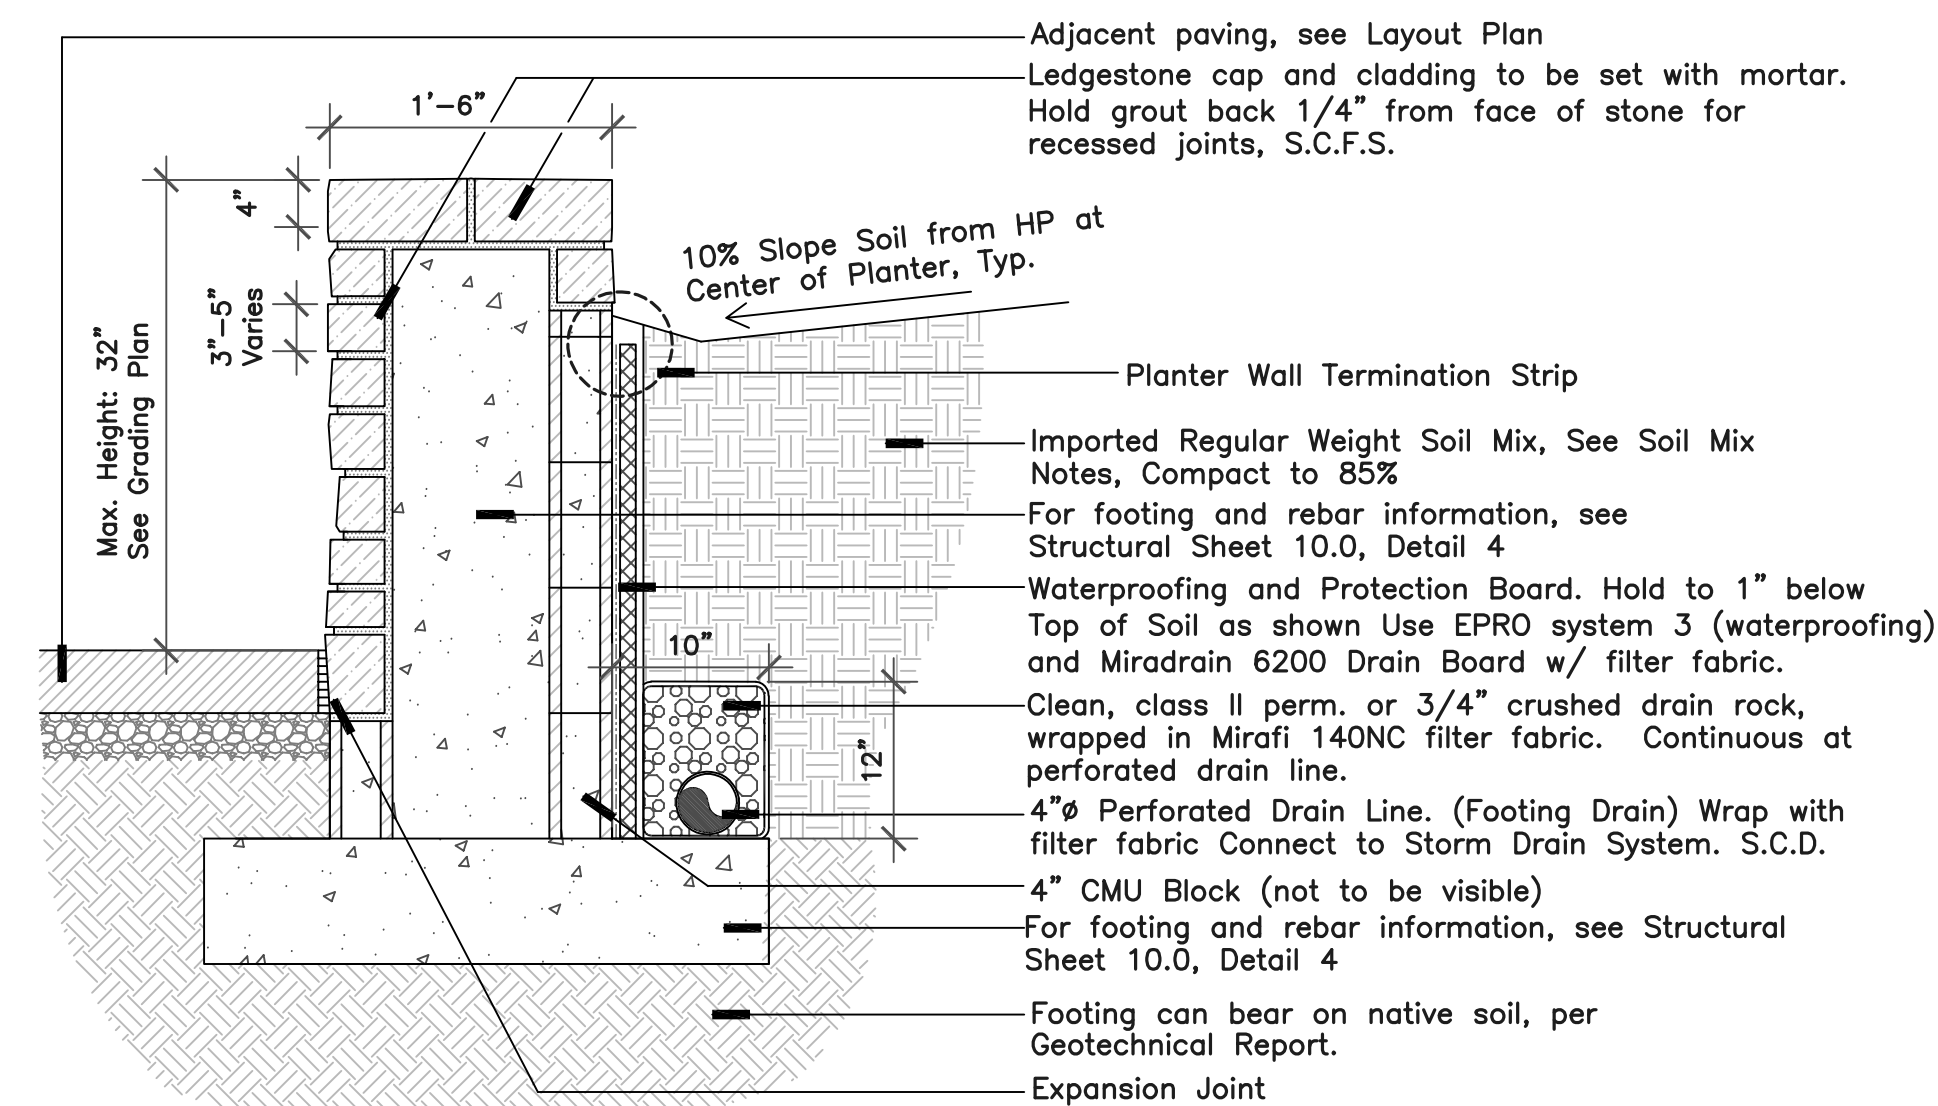 Adjacent paving, see Layout Plan
Ledgestone cap and cladding to be set with mortar.
Hold grout back 1/4” from face of stone for
recessed joints, S.C.F.S.
1’-6”
4”
3”-5”
Varies
Max. Height: 32”
See Grading Plan
10% Slope Soil from HP at
Center of Planter, Typ.
Planter Wall Termination Strip
Imported Regular Weight Soil Mix, See Soil Mix
Notes, Compact to 85%
For footing and rebar information, see
Structural Sheet 10.0, Detail 4
Waterproofing and Protection Board. Hold to 1” below
Top of Soil as shown Use EPRO system 3 (waterproofing)
and Miradrain 6200 Drain Board w/ filter fabric.
10”
12”
Clean, class II perm. or 3/4” crushed drain rock,
wrapped in Mirafi 140NC filter fabric. Continuous at
perforated drain line.
4”ø Perforated Drain Line. (Footing Drain) Wrap with
filter fabric Connect to Storm Drain System. S.C.D.
4” CMU Block (not to be visible)
For footing and rebar information, see Structural
Sheet 10.0, Detail 4
Footing can bear on native soil, per
Geotechnical Report.
Expansion Joint